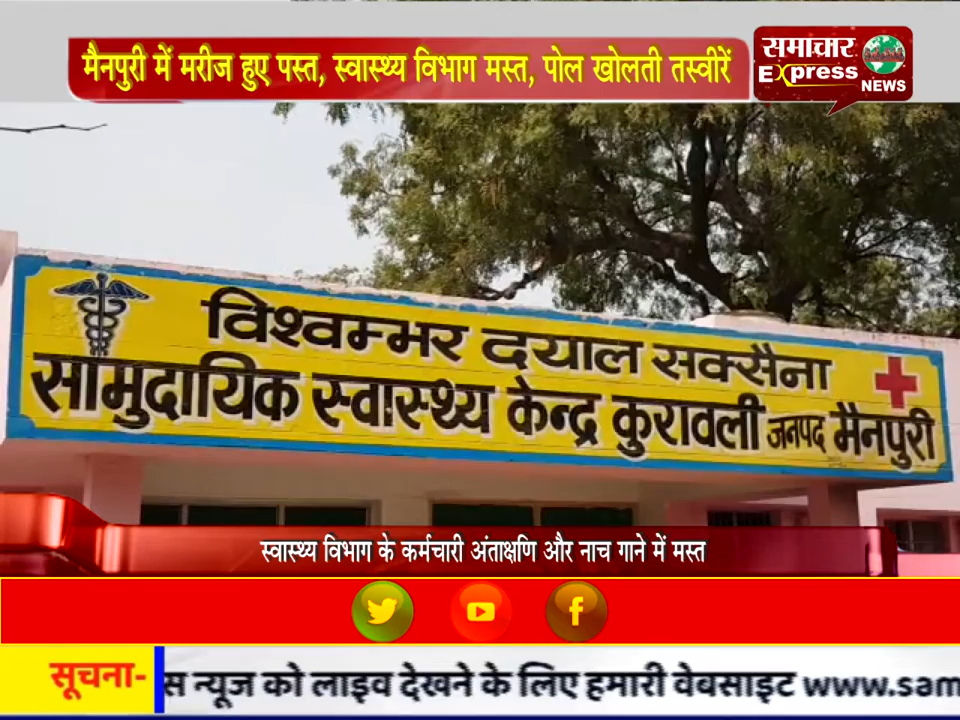 मैनपुरी में मरीज हुए पस्त, स्वास्थ्य विभाग मस्त, पोल खोलती तस्वीरें
समाचार
Express
NEWS
विश्वम्भर दयाल सक्सैना
सामुदायिक स्वास्थ्य केन्द्र कुरावली जनपद मैनपुरी
स्वास्थ्य विभाग के कर्मचारी अंताक्षणि और नाच गाने में मस्त
सूचना- स न्यूज को लाइव देखने के लिए हमारी वेबसाइट www.sam